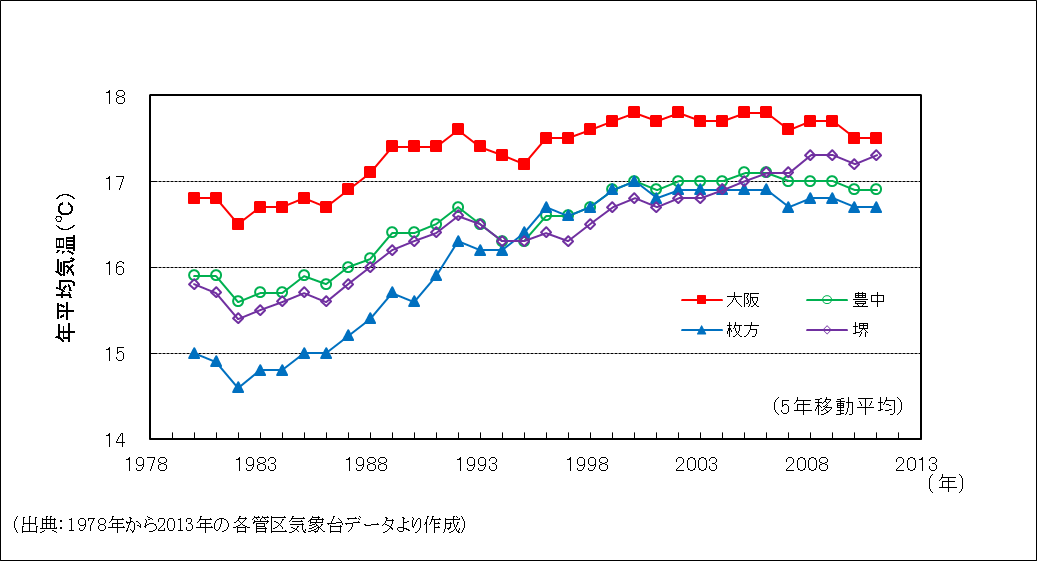 18
17
16
15
14
年平均気温(℃)
大阪 豊中
枚方 堺
(5年移動平均)
1978 1983 1988 1993 1998 2003 2008 2013
(年)
(出典:1978年から2013年の各管区気象台データより作成)